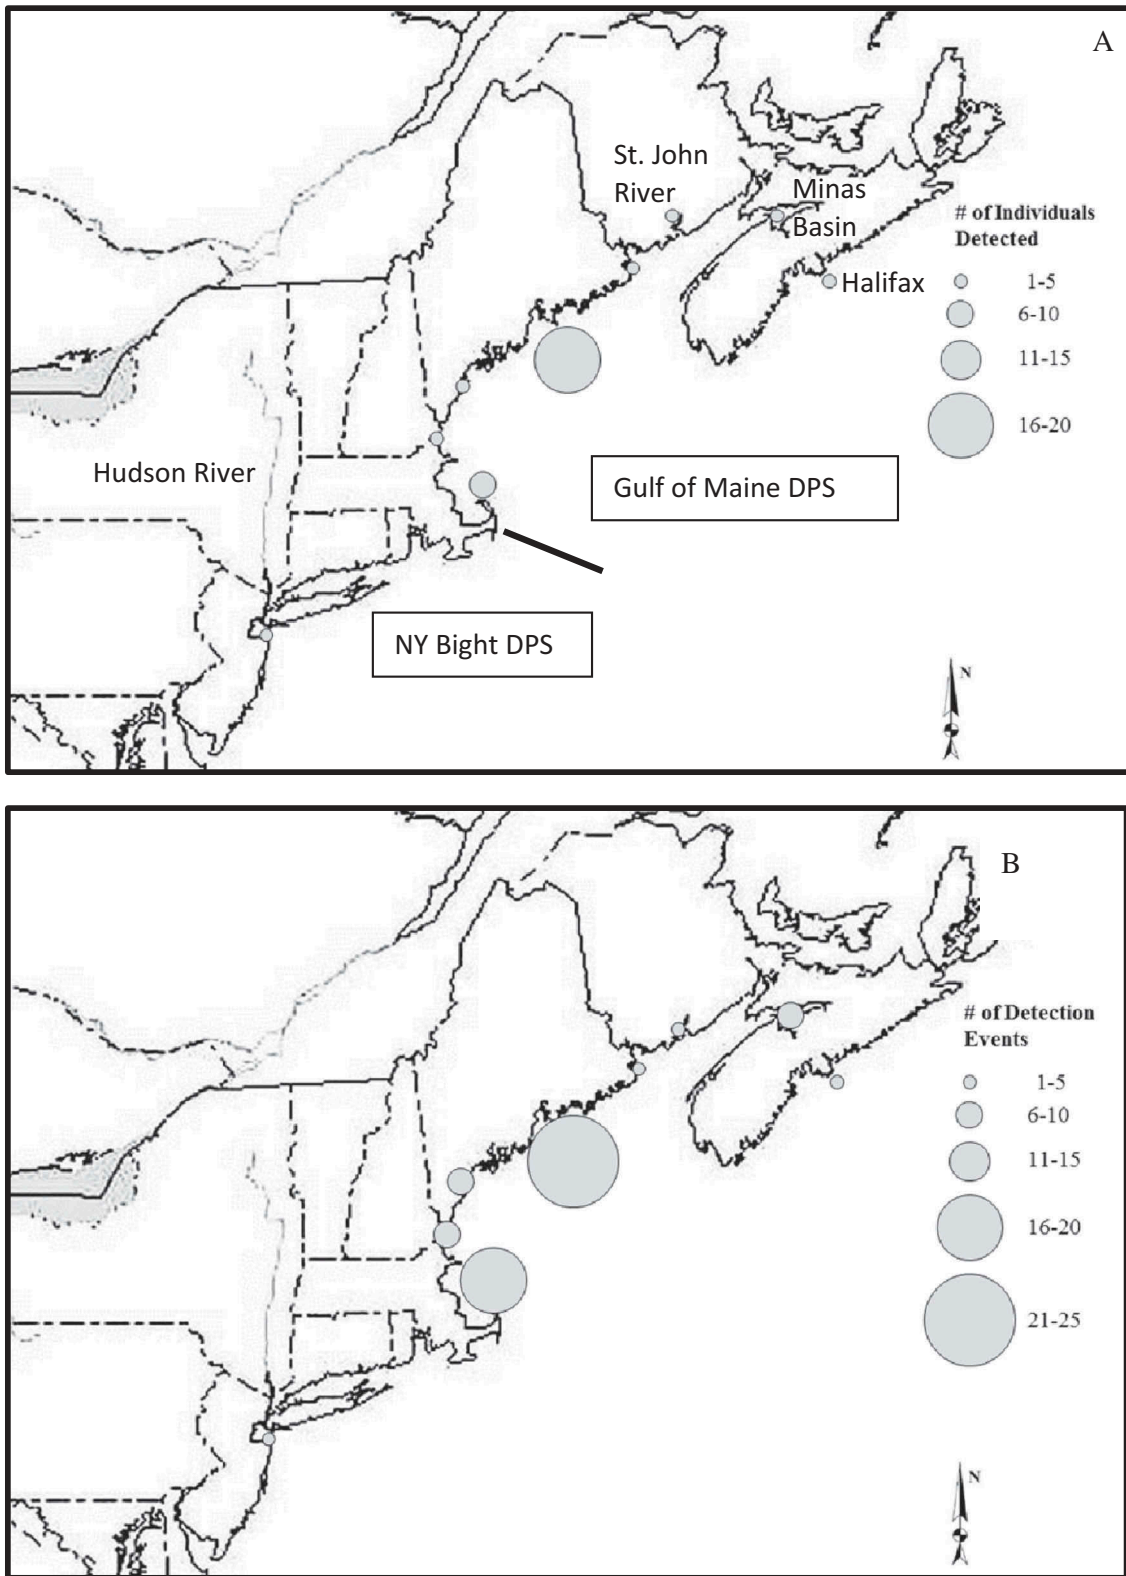 A
St. John
River
Minas
Basin
# of Individuals
Detected
1-5
Halifax
6-10
11-15
16-20
Hudson River
Gulf of Maine DPS
NY Bight DPS
N
B
# of Detection
Events
1-5
6-10
11-15
16-20
21-25
N